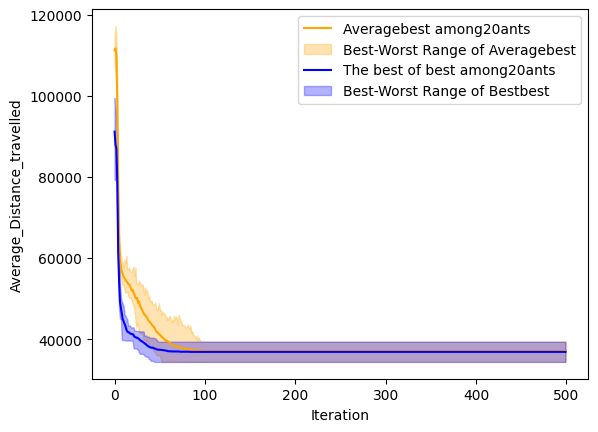 120000
100000
80000
60000
40000
Average_Distance_travelled
0
100
200
300
400
500
Iteration
Averagebest among20ants
Best-Worst Range of Averagebest
The best of best among20ants
Best-Worst Range of Bestbest